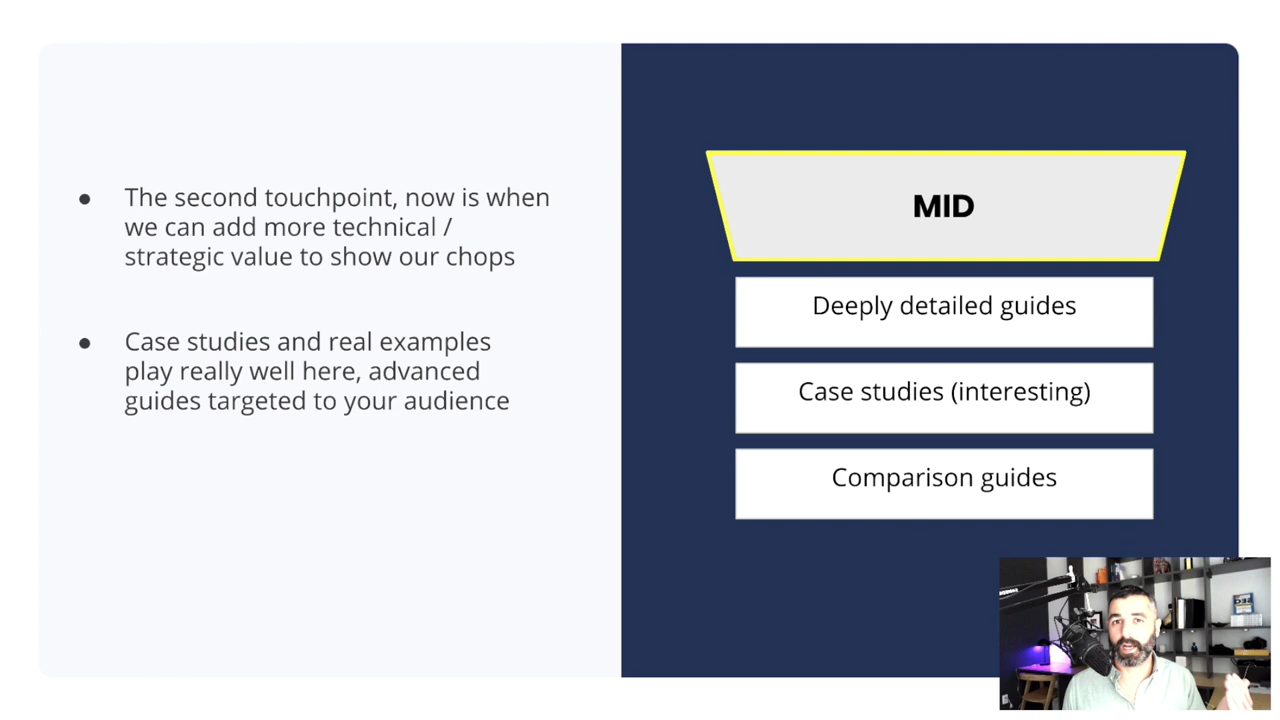 ● The second touchpoint, now is when
we can add more technical /
strategic value to show our chops
● Case studies and real examples
play really well here, advanced
guides targeted to your audience
MID
Deeply detailed guides
Case studies (interesting)
Comparison guides